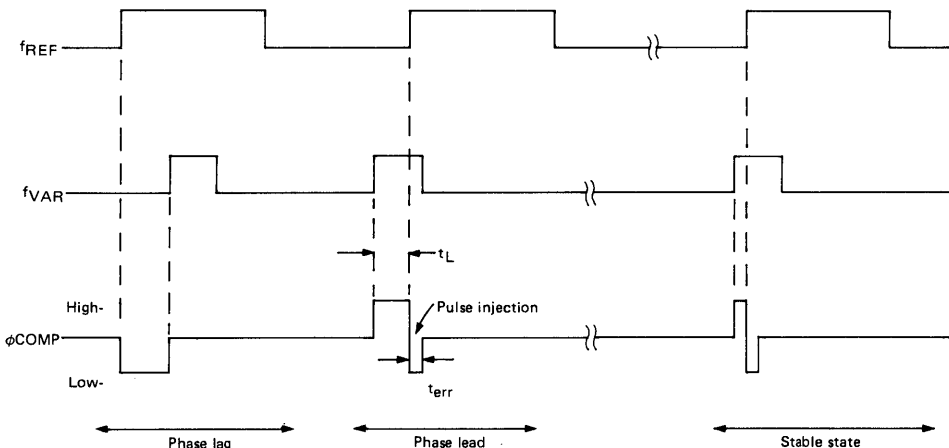 fREF
fVAR
tL
High-
Pulse injection
φCOMP
Low-
terr
Phase lag
Phase lead
Stable state